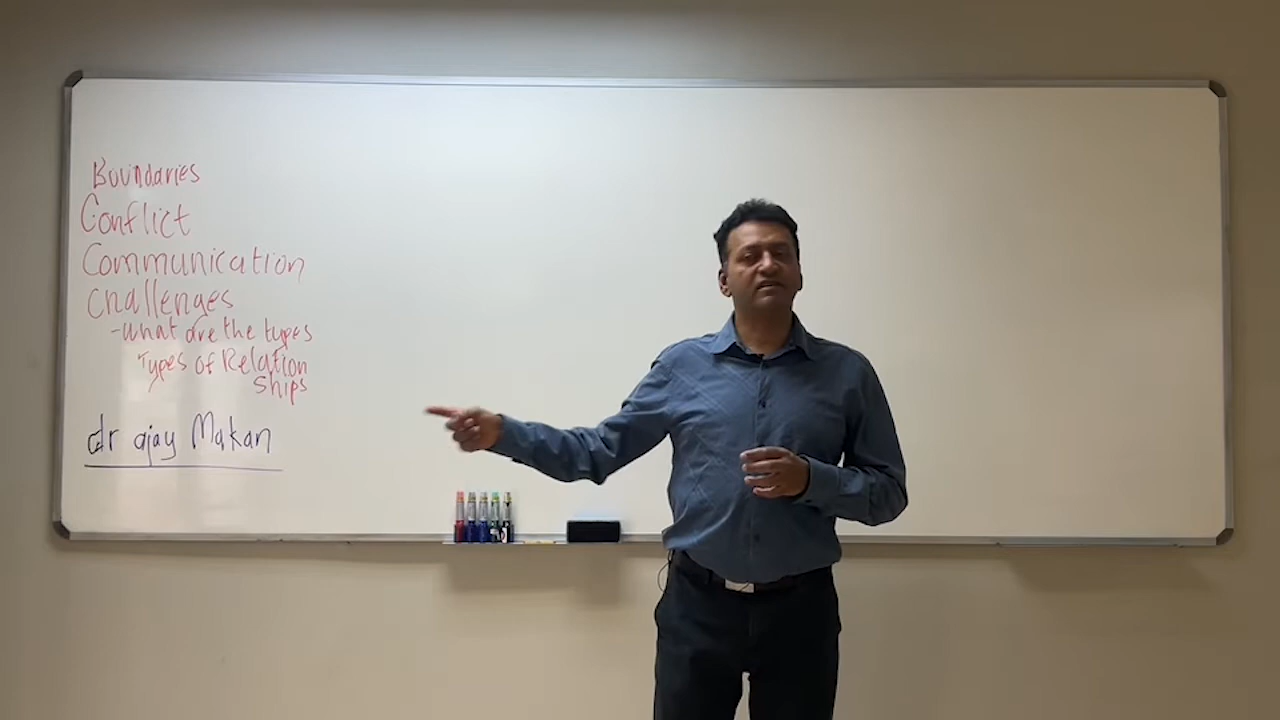 Boundaries
Conflict
Communication
Challenges
-What are the types
Types of Relation
Ships
dr ajay Makan